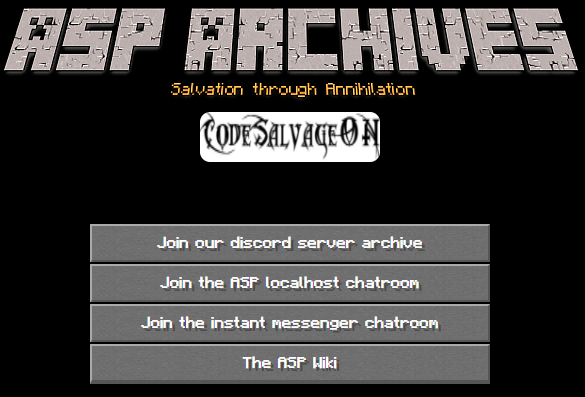 ASP ARCHIVES
Salvation through Annihilation
CodeSalvageON
Join our discord server archive
Join the ASP localhost chatroom
Join the instant messenger chatroom
The ASP Wiki